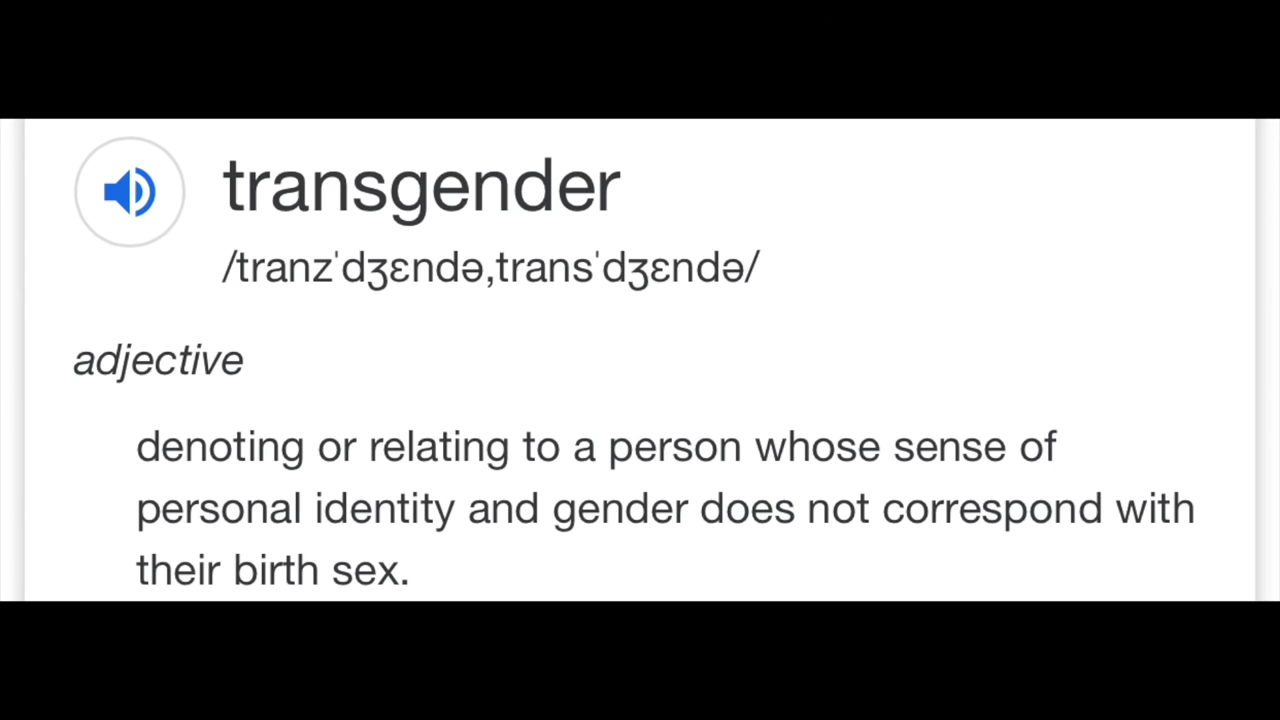 transgender
/tranzˈdʒɛndə,transˈdʒɛndə/
adjective
denoting or relating to a person whose sense of
personal identity and gender does not correspond with
their birth sex.